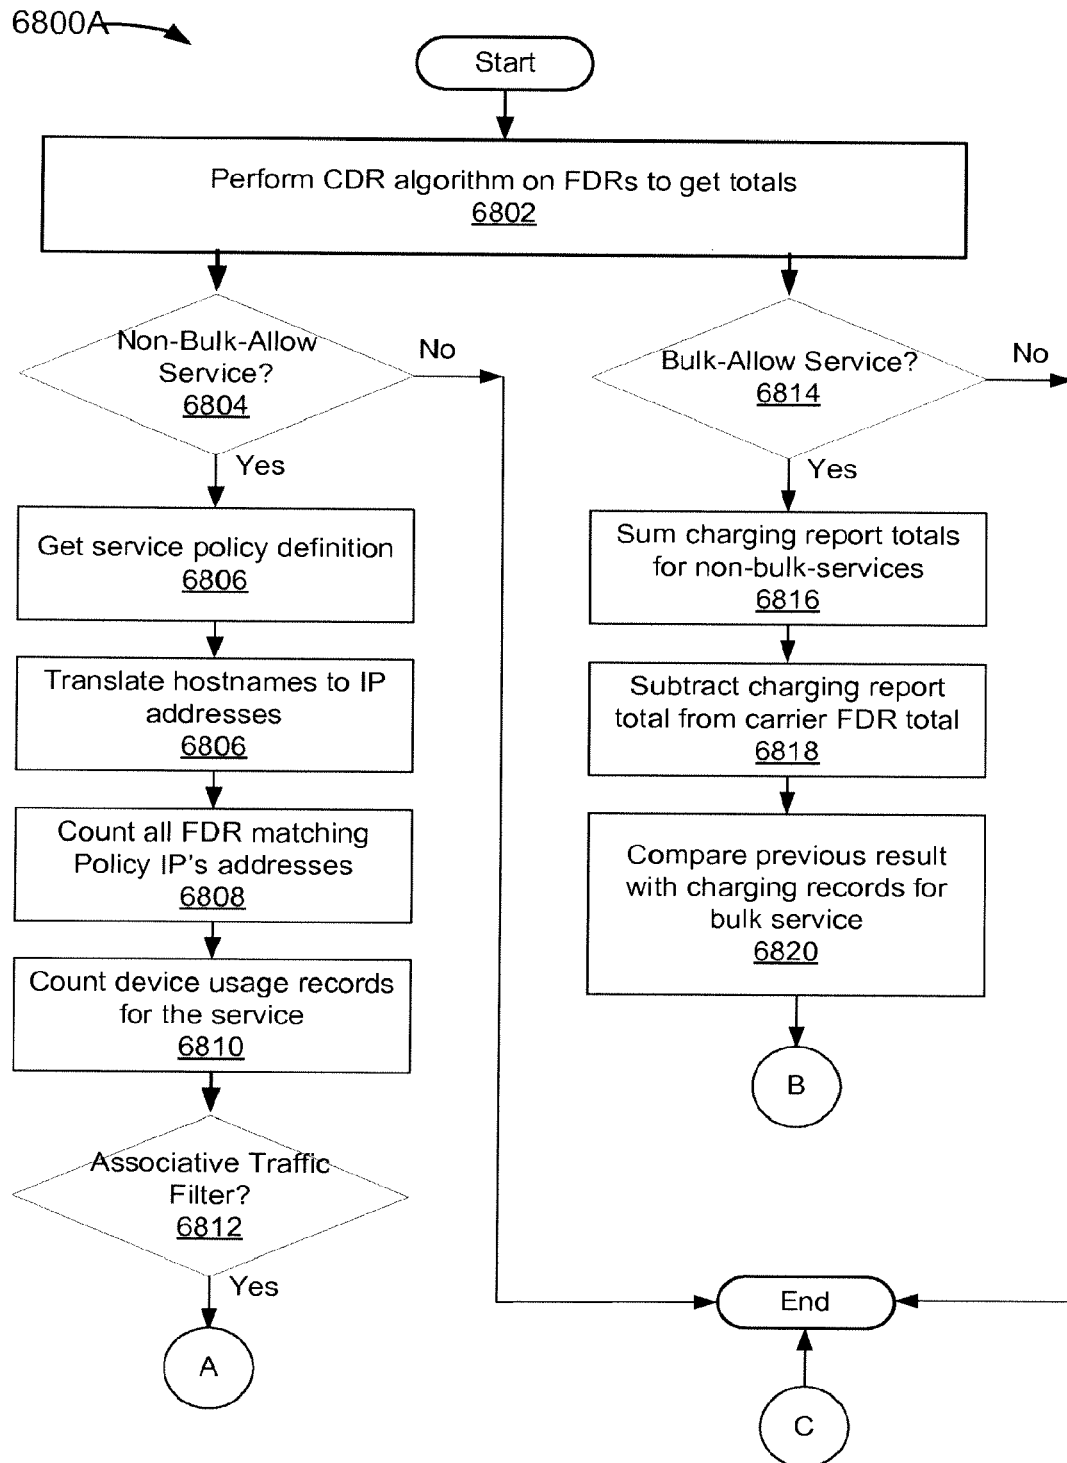 6800A
Start
Perform CDR algorithm on FDRs to get totals
6802
Non-Bulk-Allow
Service?
6804
No
Yes
Get service policy definition
6806
Translate hostnames to IP
addresses
6806
Count all FDR matching
Policy IP's addresses
6808
Count device usage records
for the service
6810
Associative Traffic
Filter?
6812
Yes
A
Bulk-Allow Service?
6814
No
Yes
Sum charging report totals
for non-bulk-services
6816
Subtract charging report
total from carrier FDR total
6818
Compare previous result
with charging records for
bulk service
6820
B
End
C